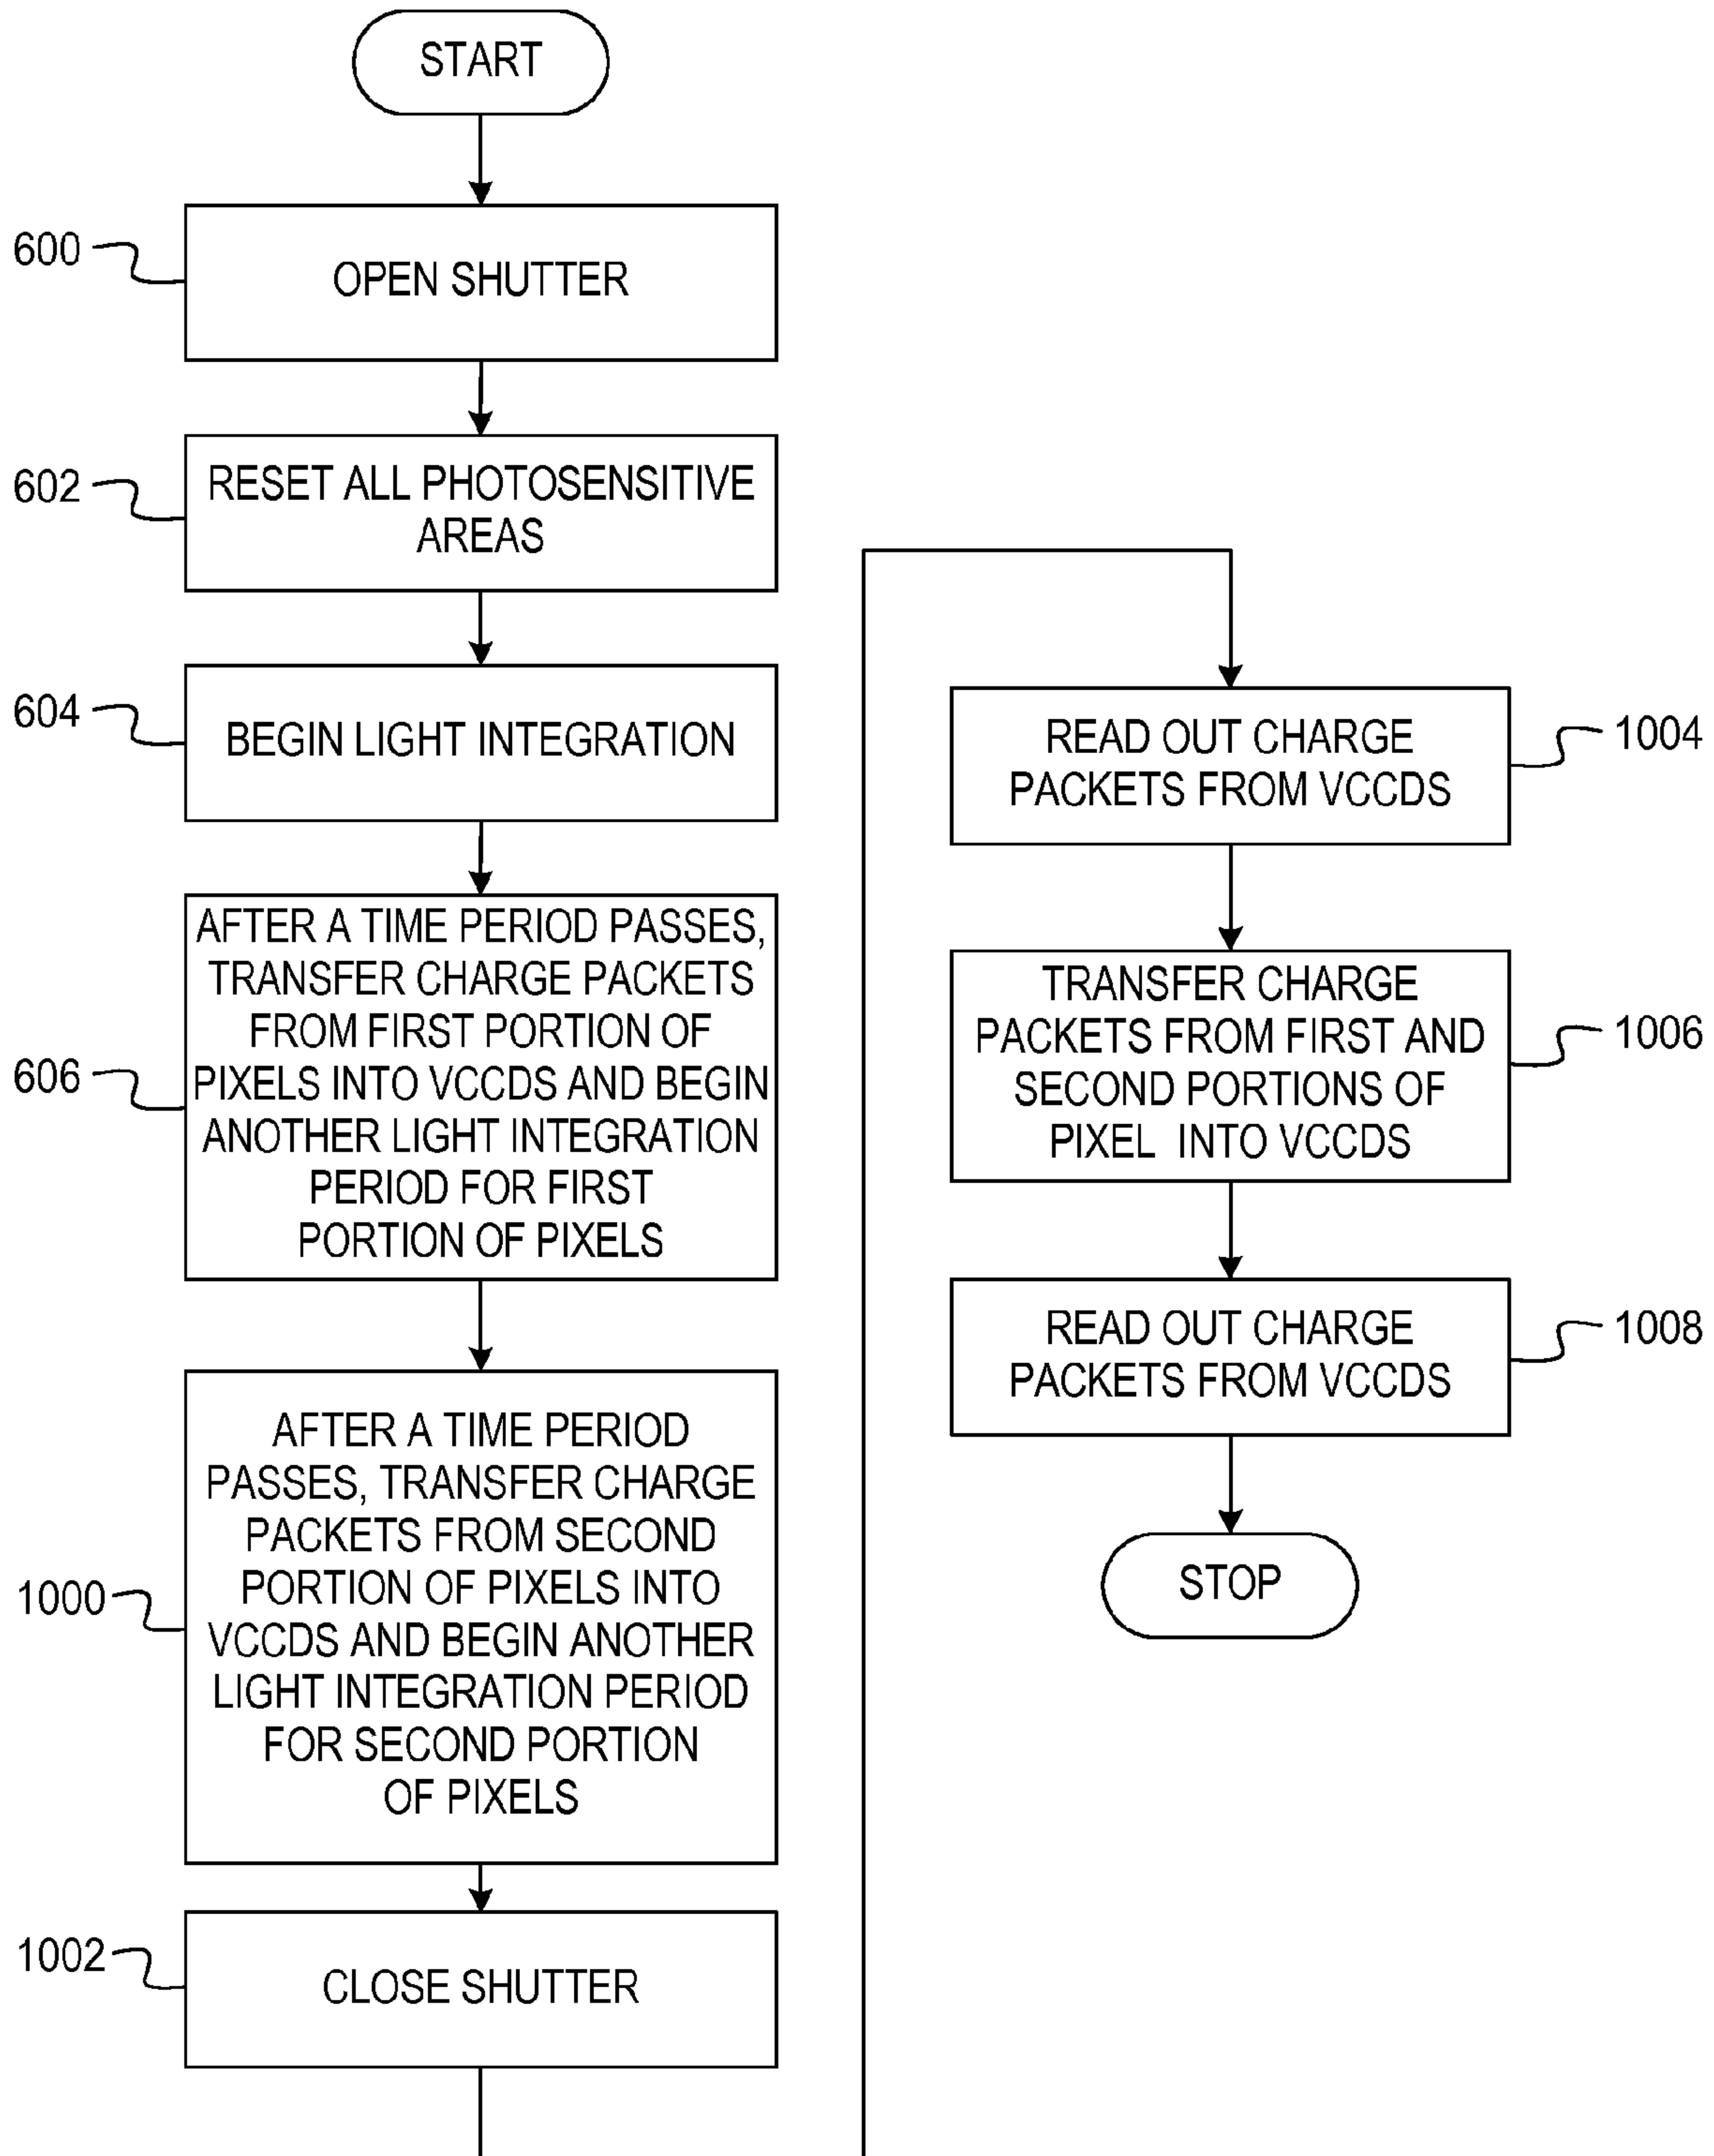 START
600
OPEN SHUTTER
602
RESET ALL PHOTOSENSITIVE
AREAS
604
BEGIN LIGHT INTEGRATION
606
AFTER A TIME PERIOD PASSES,
TRANSFER CHARGE PACKETS
FROM FIRST PORTION OF
PIXELS INTO VCCDS AND BEGIN
ANOTHER LIGHT INTEGRATION
PERIOD FOR FIRST
PORTION OF PIXELS
1000
AFTER A TIME PERIOD
PASSES, TRANSFER CHARGE
PACKETS FROM SECOND
PORTION OF PIXELS INTO
VCCDS AND BEGIN ANOTHER
LIGHT INTEGRATION PERIOD
FOR SECOND PORTION
OF PIXELS
1002
CLOSE SHUTTER
READ OUT CHARGE
PACKETS FROM VCCDS
1004
TRANSFER CHARGE
PACKETS FROM FIRST AND
SECOND PORTIONS OF
PIXEL INTO VCCDS
1006
READ OUT CHARGE
PACKETS FROM VCCDS
1008
STOP